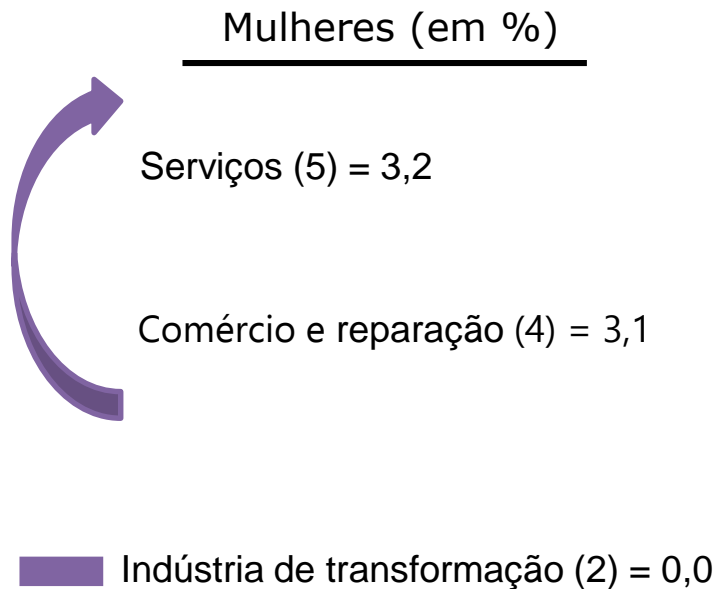 Mulheres (em %)
Serviços (5) = 3,2
Comércio e reparação (4) = 3,1
Indústria de transformação (2) = 0,0